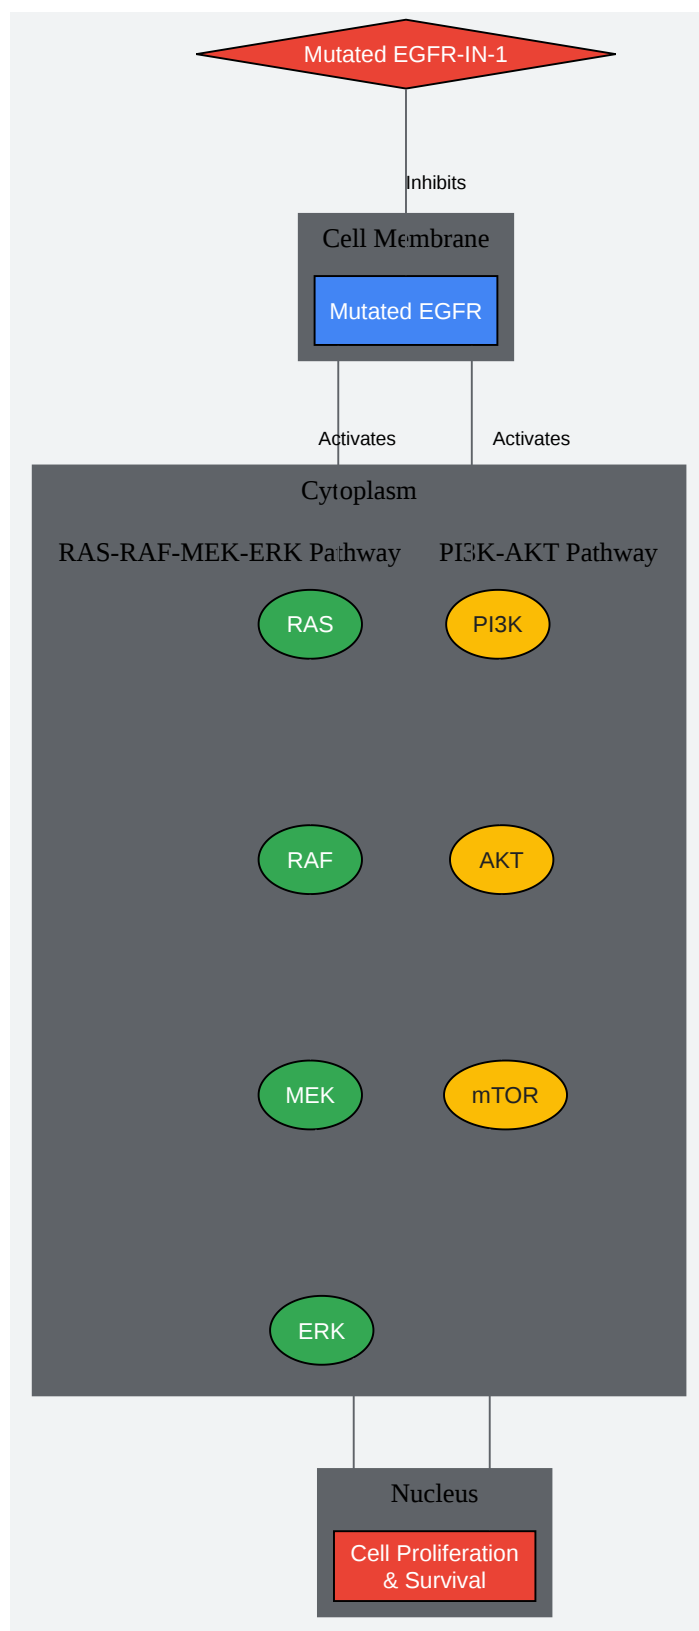 Mutated EGFR-IN-1
Inhibits
Cell Membrane
Mutated EGFR
Activates
Activates
Cytoplasm
RAS-RAF-MEK-ERK Pathway
PI3K-AKT Pathway
RAS
PI3K
RAF
AKT
MEK
mTOR
ERK
Nucleus
Cell Proliferation
& Survival